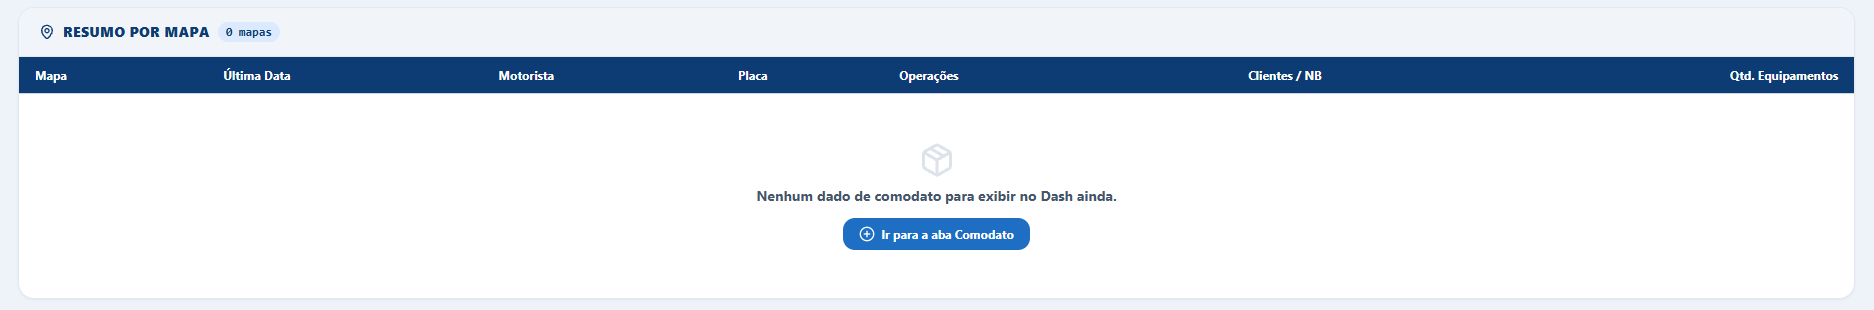 RESUMO POR MAPA 0 mapas
Mapa Última Data Motorista Placa Operações Clientes / NB Qtd. Equipamentos
Nenhum dado de comodato para exibir no Dash ainda.
Ir para a aba Comodato